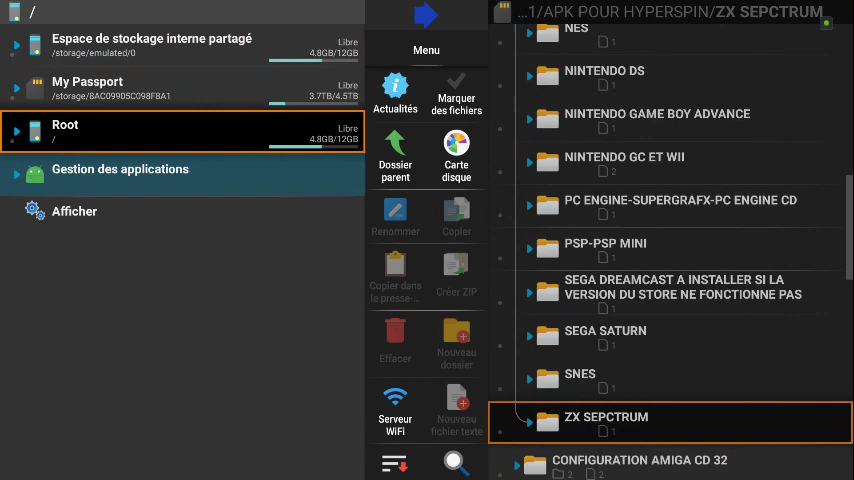 /
Espace de stockage interne partagé
/storage/emulated/0
Libre
4.8GB/12GB
My Passport
/storage/8AC09905C098F8A1
Libre
3.7TB/4.5TB
Root
/
Libre
4.8GB/12GB
Gestion des applications
Afficher
Menu
Actualités
Marquer
des fichiers
Dossier
parent
Carte
disque
Renommer
Copier
Copier dans
le presse-...
Créer ZIP
Effacer
Nouveau
dossier
Serveur
WiFi
Nouveau
fichier texte
...1/APK POUR HYPERSPIN/ZX SEPCTRUM
NES
1
NINTENDO DS
1
NINTENDO GAME BOY ADVANCE
1
NINTENDO GC ET WII
2
PC ENGINE-SUPERGRAFX-PC ENGINE CD
1
PSP-PSP MINI
1
SEGA DREAMCAST A INSTALLER SI LA
VERSION DU STORE NE FONCTIONNE PAS
1
SEGA SATURN
1
SNES
1
ZX SEPCTRUM
1
CONFIGURATION AMIGA CD 32
2 2